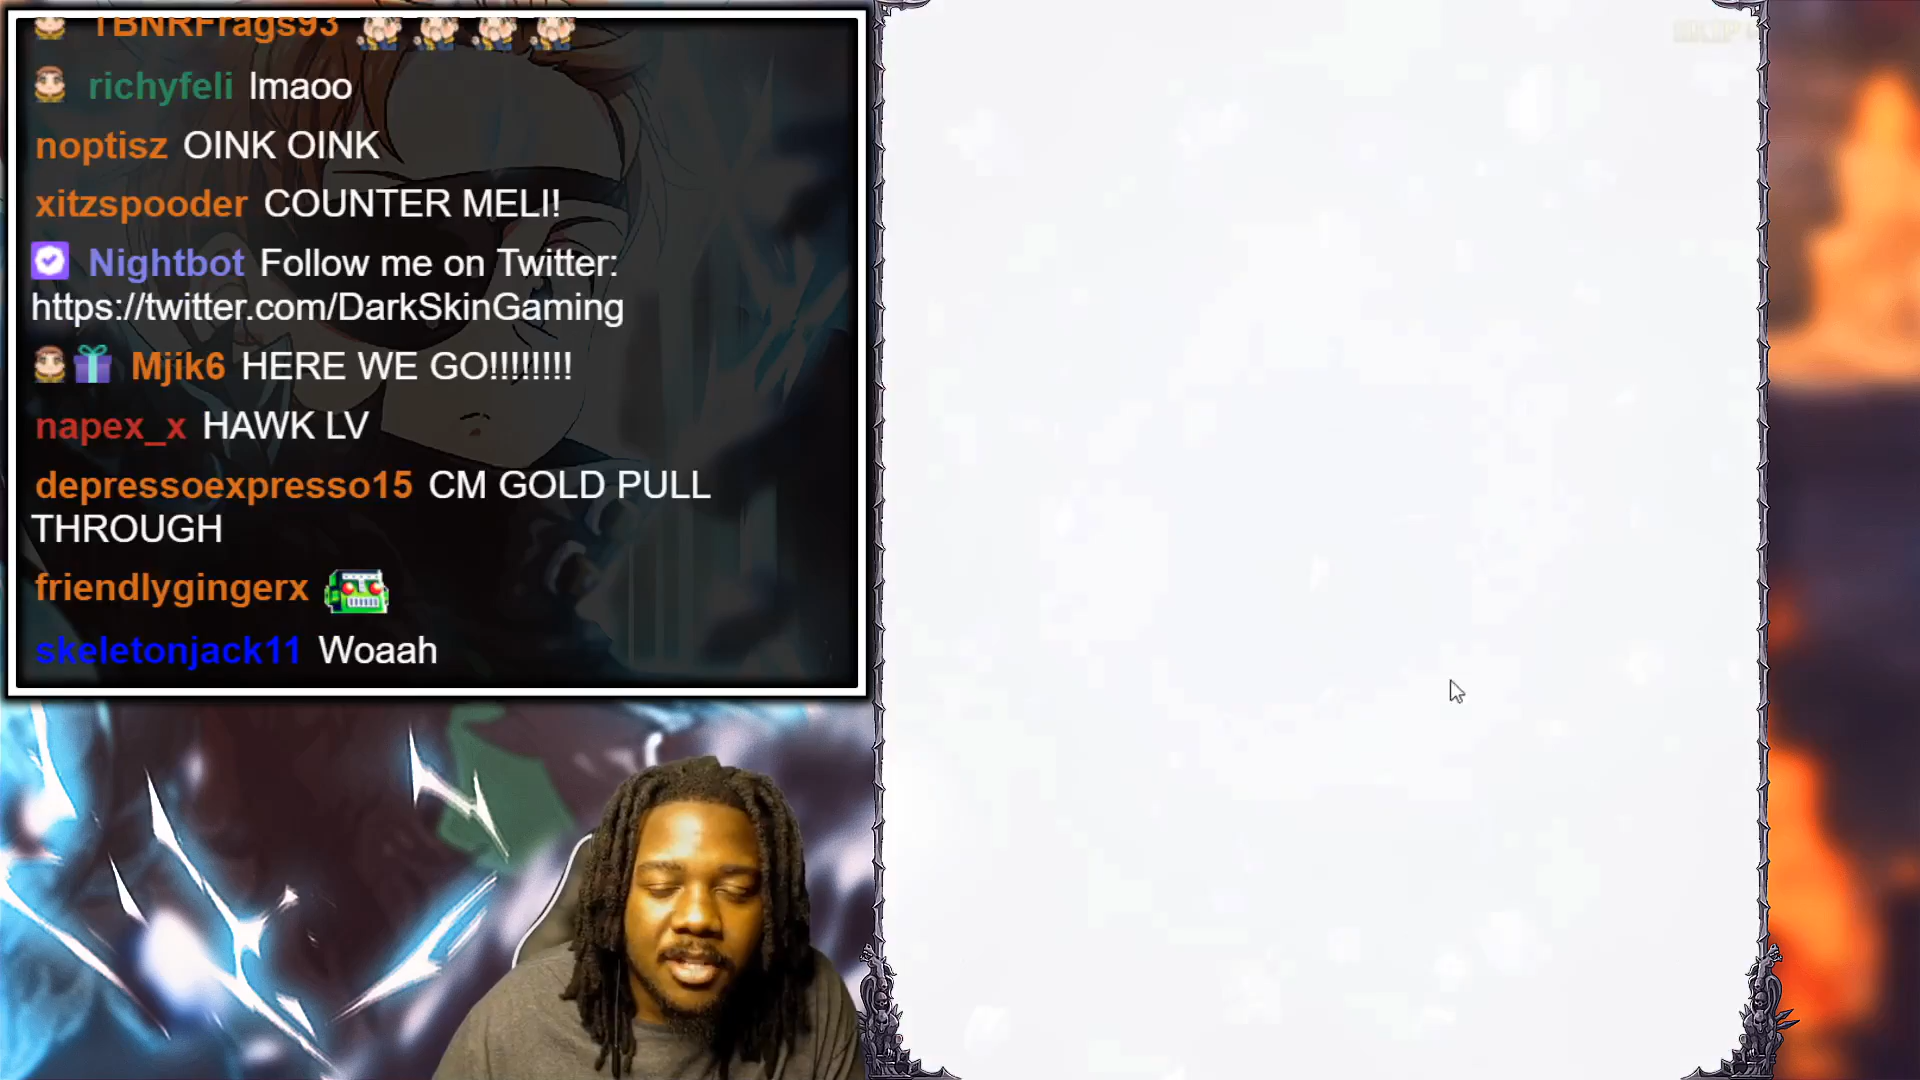 TBNRFrags93
richyfeli lmaoo
noptisz OINK OINK
xitzspooder COUNTER MELI!
Nightbot Follow me on Twitter:
https://twitter.com/DarkSkinGaming
Mjik6 HERE WE GO!!!!!!!!
napex_x HAWK LV
depressoexpresso15 CM GOLD PULL
THROUGH
friendlygingerx
skeletonjack11 Woaah